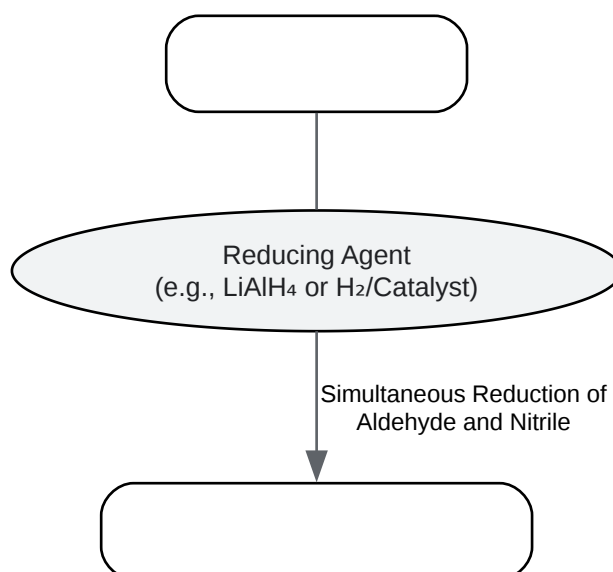 Reducing Agent
(e.g., LiAlH₄ or H₂/Catalyst)
Simultaneous Reduction of
Aldehyde and Nitrile